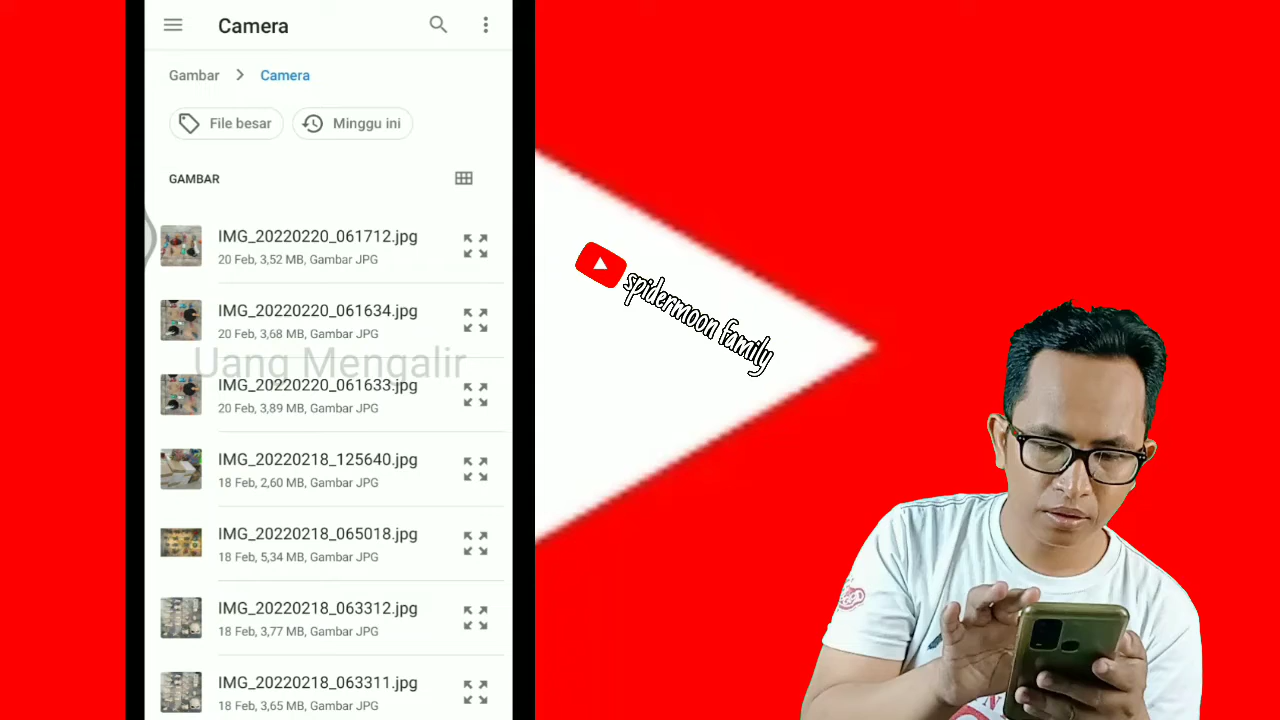 Camera
Gambar > Camera
File besar
Minggu ini
GAMBAR
IMG_20220220_061712.jpg
20 Feb, 3,52 MB, Gambar JPG
IMG_20220220_061634.jpg
20 Feb, 3,68 MB, Gambar JPG
Uang Mengalir
IMG_20220220_061633.jpg
20 Feb, 3,89 MB, Gambar JPG
IMG_20220218_125640.jpg
18 Feb, 2,60 MB, Gambar JPG
IMG_20220218_065018.jpg
18 Feb, 5,34 MB, Gambar JPG
IMG_20220218_063312.jpg
18 Feb, 3,77 MB, Gambar JPG
IMG_20220218_063311.jpg
18 Feb, 3,65 MB, Gambar JPG
spidermoon family